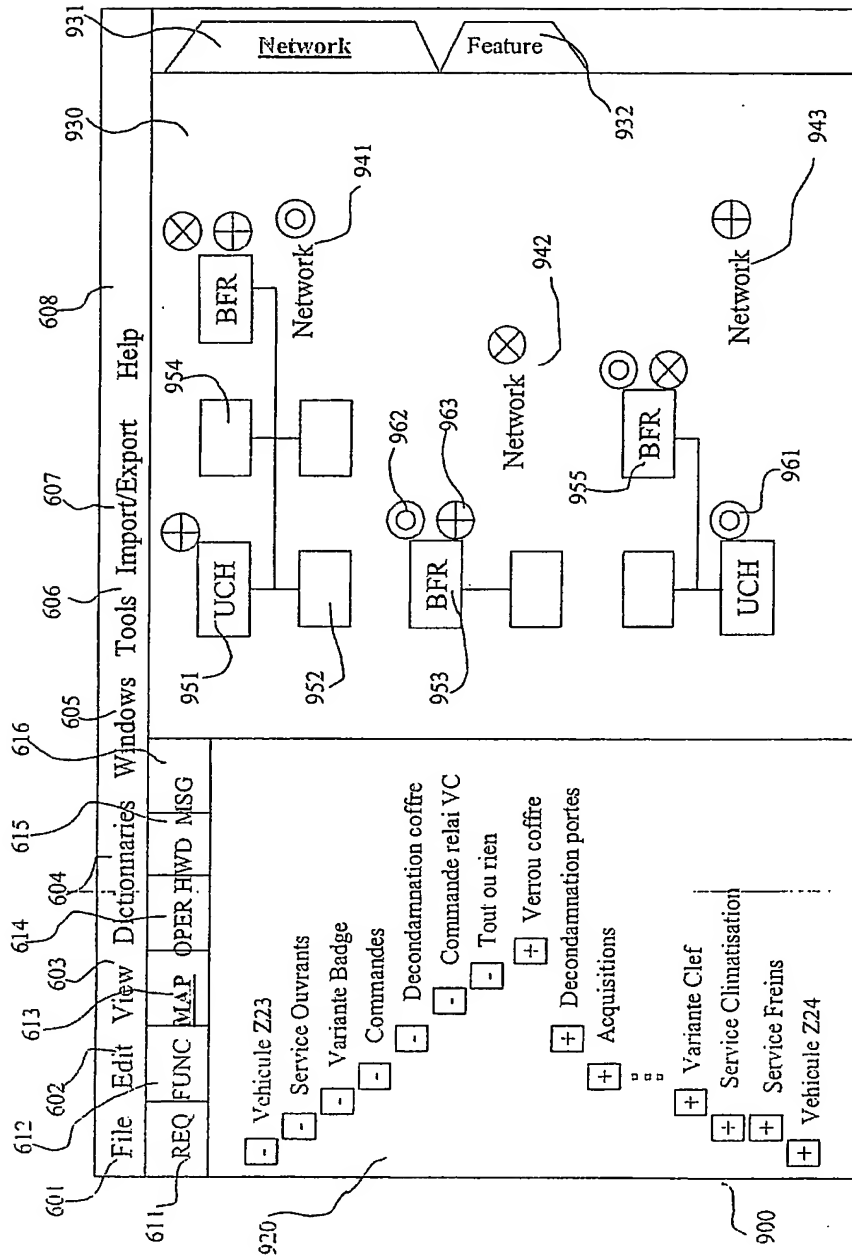 601
602
603
604
605
606
607
608
File Edit View Dictionnaries Windows Tools Import/Export Help
611
612
613
614
615
616
REQ FUNC MAP OPER HWD MSG
920
- Vehicule Z23
- Service Ouvrants
- Variante Badge
- Commandes
- Decondamnation coffre
- Commande relai VC
- Tout ou rien
+ Verrou coffre
+ Decondamnation portes
+ Acquisitions
+ Variante Clef
+ Service Climatisation
+ Service Freins
+ Vehicule Z24
900
930
931
Network
Feature
932
951
UCH
954
BFR
952
Network
941
962
BFR
963
953
942
Network
BFR
955
961
UCH
Network
943